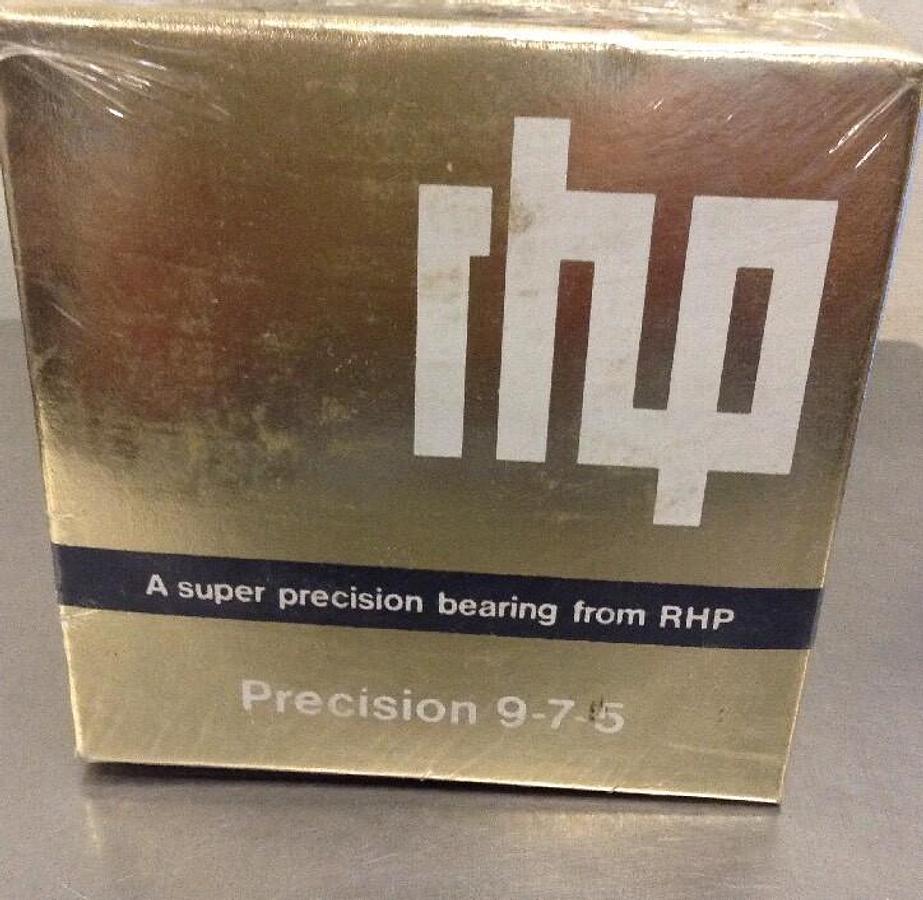 rhp
A super precision bearing from RHP
Precision 9-7-5